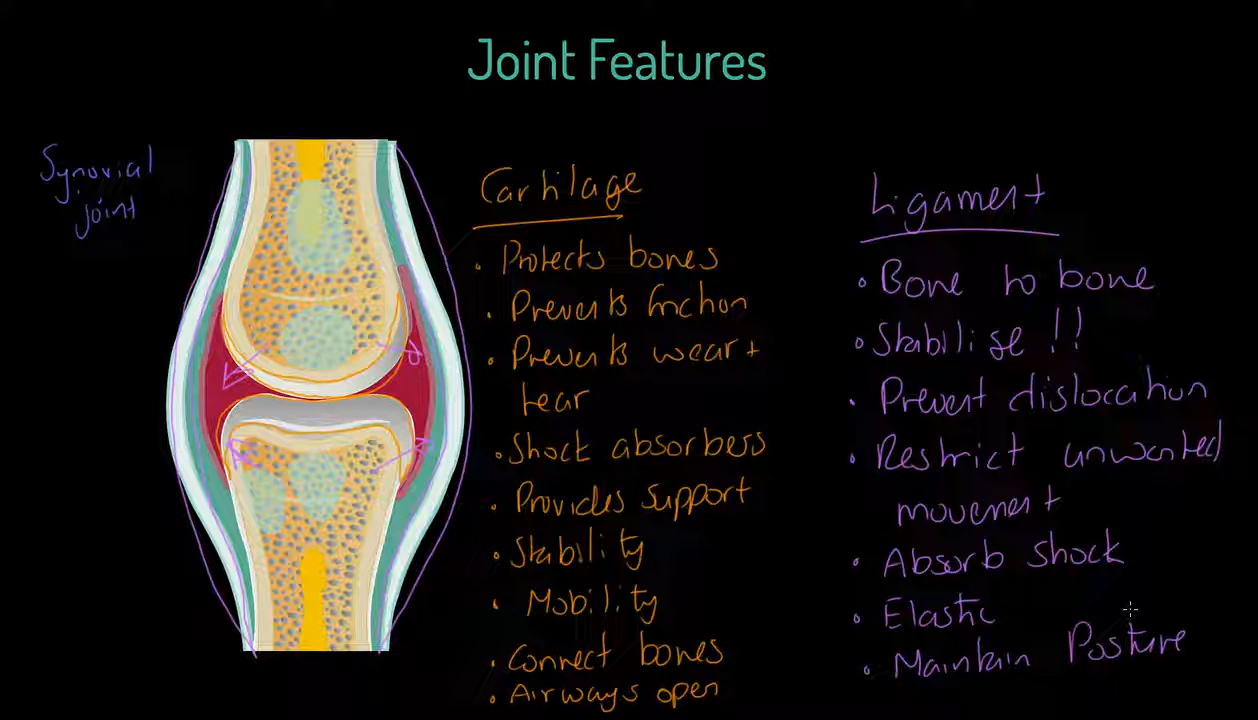 Joint Features
Synovial
joint
Cartilage
• Protects bones
• Prevents friction
• Prevents wear +
tear
• Shock absorbers
• Provides support
• Stability
• Mobility
• Connect bones
• Airways open
Ligament
• Bone to bone
• Stabilise !!
• Prevent dislocation
• Restrict unwanted
movement
• Absorb shock
• Elastic
• Maintain Posture